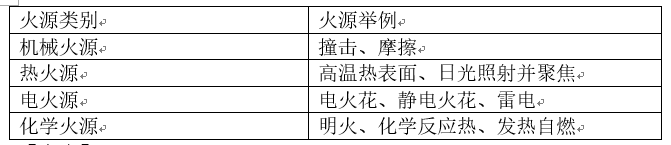 火源类别 火源举例
机械火源 撞击、摩擦
热火源 高温热表面、日光照射并聚焦
电火源 电火花、静电火花、雷电
化学火源 明火、化学反应热、发热自燃